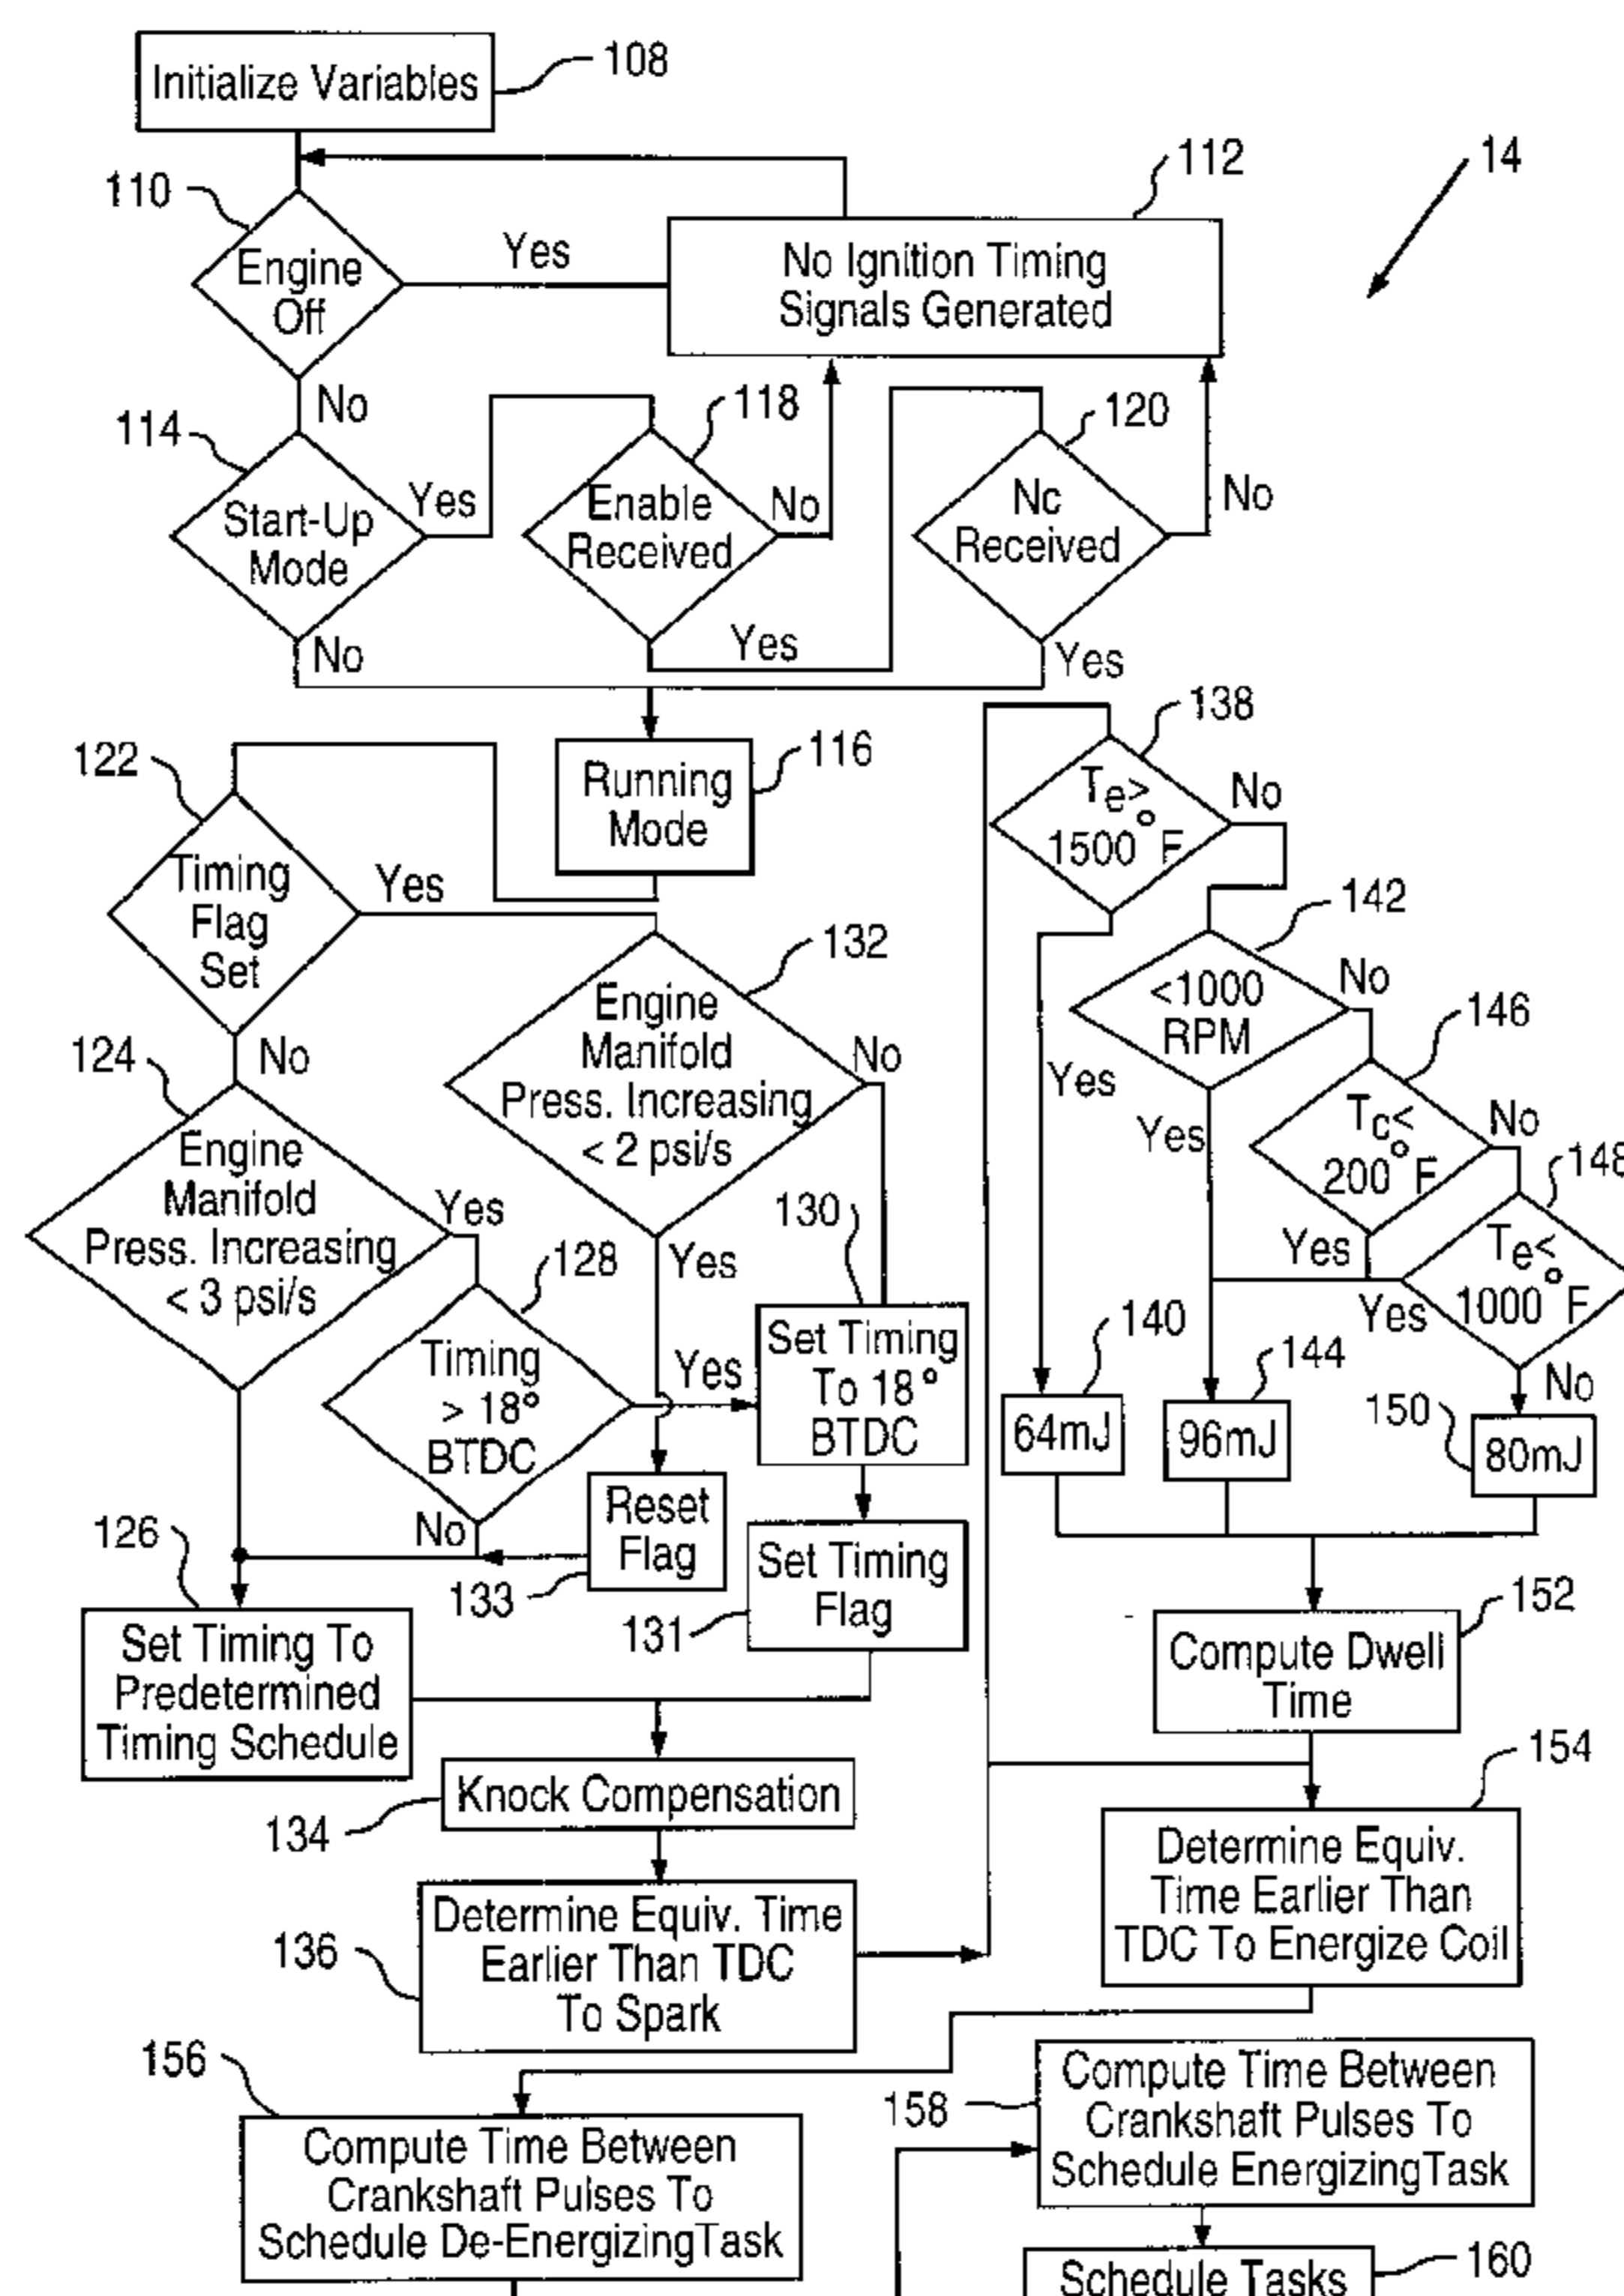 Initialize Variables
108
14
112
110
Engine
Off
Yes
No Ignition Timing
Signals Generated
No
114
Start-Up
Mode
Yes
118
Enable
Received
No
120
Nc
Received
No
No
Yes
Yes
122
116
Running
Mode
138
Te>
1500° F
No
Timing
Flag
Set
Yes
132
Engine
Manifold
Press. Increasing
< 2 psi/s
No
142
<1000
RPM
No
Yes
146
Tc<
200° F
No
Yes
148
Te<
1000° F
Yes
Yes
No
124
No
Engine
Manifold
Press. Increasing
< 3 psi/s
Yes
128
Timing
> 18°
BTDC
Yes
Yes
130
Set Timing
To 18°
BTDC
140
64mJ
144
96mJ
150
80mJ
No
Reset
Flag
133
126
Set Timing
Flag
131
Set Timing To
Predetermined
Timing Schedule
152
Compute Dwell
Time
Knock Compensation
134
154
Determine Equiv.
Time Earlier Than
TDC To Energize Coil
136
Determine Equiv. Time
Earlier Than TDC
To Spark
156
Compute Time Between
Crankshaft Pulses To
Schedule De-EnergizingTask
158
Compute Time Between
Crankshaft Pulses To
Schedule EnergizingTask
Schedule Tasks
160